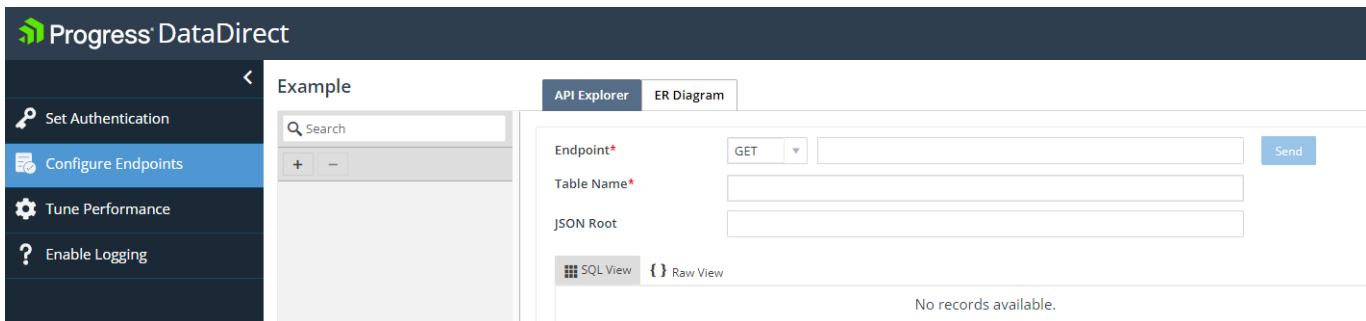 Progress® DataDirect
Set Authentication
Configure Endpoints
Tune Performance
Enable Logging
Example
Search
+ −
API Explorer ER Diagram
Endpoint* GET Send
Table Name*
JSON Root
SQL View { } Raw View
No records available.